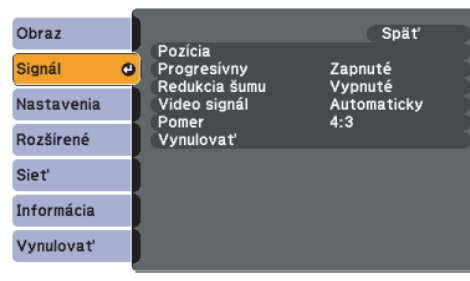 Obraz
Signál
Nastavenia
Rozšírené
Sieť
Informácia
Vynulovať
Späť
Pozícia
Progresívny Zapnuté
Redukcia šumu Vypnuté
Video signál Automaticky
Pomer 4:3
Vynulovať